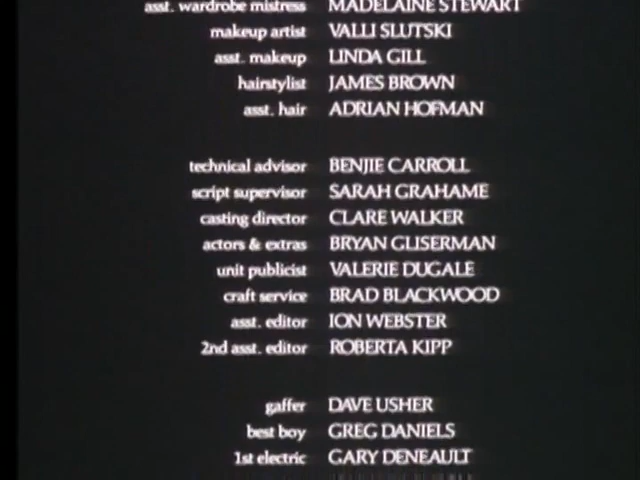 asst. wardrobe mistress MADELAINE STEWART
makeup artist VALLI SLUTSKI
asst. makeup LINDA GILL
hairstylist JAMES BROWN
asst. hair ADRIAN HOFMAN
technical advisor BENJIE CARROLL
script supervisor SARAH GRAHAME
casting director CLARE WALKER
actors & extras BRYAN GLISERMAN
unit publicist VALERIE DUGALE
craft service BRAD BLACKWOOD
asst. editor ION WEBSTER
2nd asst. editor ROBERTA KIPP
gaffer DAVE USHER
best boy GREG DANIELS
1st electric GARY DENEAULT